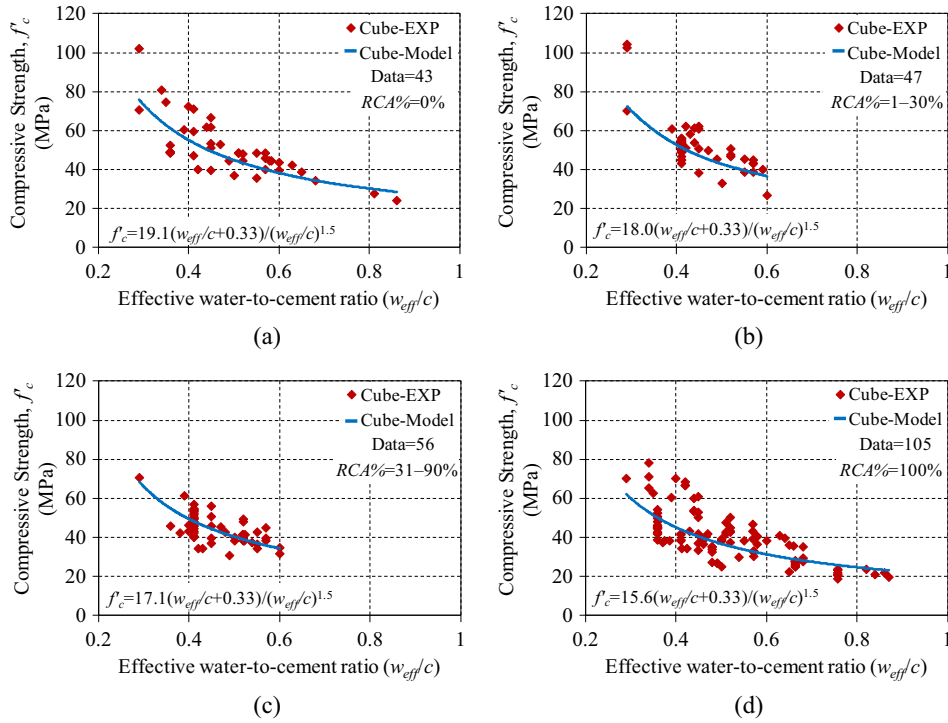 Compressive Strength, f'c
(MPa)
120
100
80
60
40
20
0
Cube-EXP
Cube-Model
Data=43
RCA%=0%
f'c=19.1(weff/c+0.33)/(weff/c)1.5
0.2 0.4 0.6 0.8 1
Effective water-to-cement ratio (weff/c)
(a)
Compressive Strength, f'c
(MPa)
120
100
80
60
40
20
0
Cube-EXP
Cube-Model
Data=47
RCA%=1–30%
f'c=18.0(weff/c+0.33)/(weff/c)1.5
0.2 0.4 0.6 0.8 1
Effective water-to-cement ratio (weff/c)
(b)
Compressive Strength, f'c
(MPa)
120
100
80
60
40
20
0
Cube-EXP
Cube-Model
Data=56
RCA%=31–90%
f'c=17.1(weff/c+0.33)/(weff/c)1.5
0.2 0.4 0.6 0.8 1
Effective water-to-cement ratio (weff/c)
(c)
Compressive Strength, f'c
(MPa)
120
100
80
60
40
20
0
Cube-EXP
Cube-Model
Data=105
RCA%=100%
f'c=15.6(weff/c+0.33)/(weff/c)1.5
0.2 0.4 0.6 0.8 1
Effective water-to-cement ratio (weff/c)
(d)